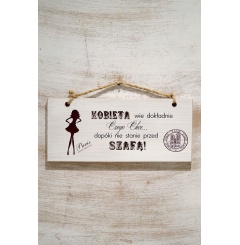 KOBIETA wie dokładnie
Czego Chce...
dopóki nie stanie przed
SZAFĄ!